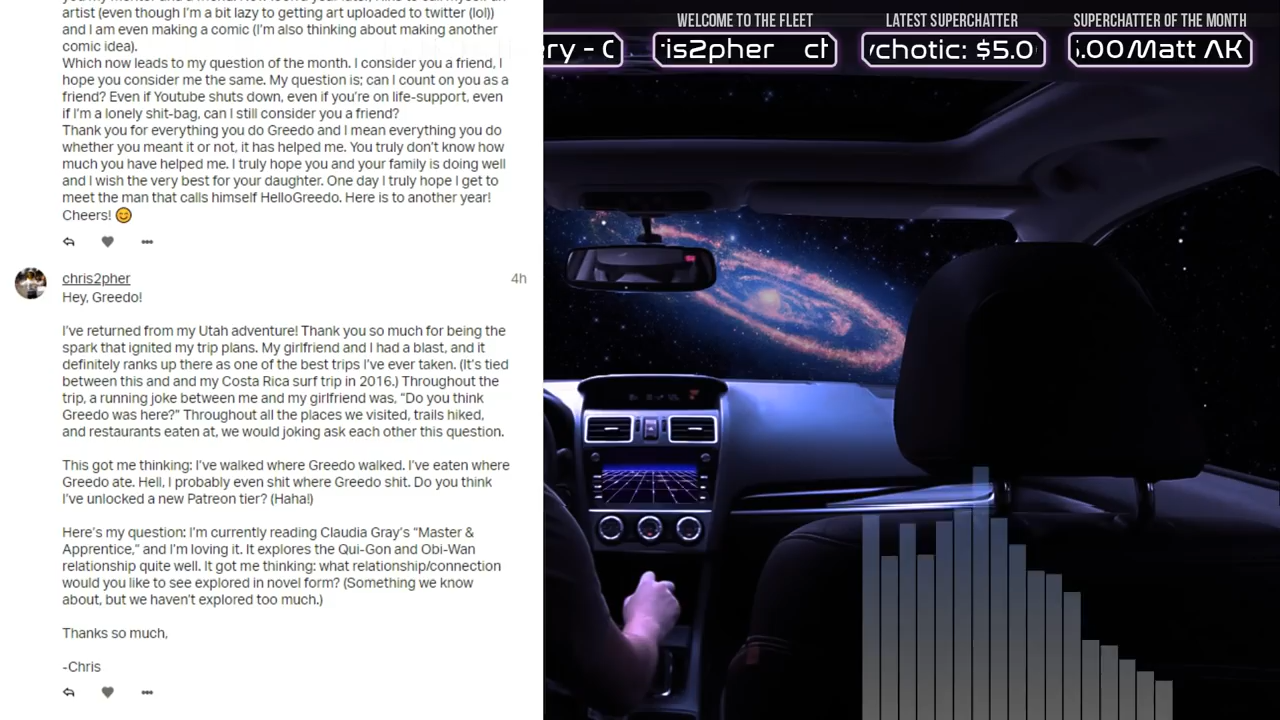 artist (even though I'm a bit lazy to getting art uploaded to twitter (lol))
and I am even making a comic (I'm also thinking about making another
comic idea).
Which now leads to my question of the month. I consider you a friend, I
hope you consider me the same. My question is; can I count on you as a
friend? Even if Youtube shuts down, even if you're on life-support, even
if I'm a lonely shit-bag, can I still consider you a friend?
Thank you for everything you do Greedo and I mean everything you do
whether you meant it or not, it has helped me. You truly don't know how
much you have helped me. I truly hope you and your family is doing well
and I wish the very best for your daughter. One day I truly hope I get to
meet the man that calls himself HelloGreedo. Here is to another year!
Cheers! 😊
chris2pher
4h
Hey, Greedo!
I've returned from my Utah adventure! Thank you so much for being the
spark that ignited my trip plans. My girlfriend and I had a blast, and it
definitely ranks up there as one of the best trips I've ever taken. (It's tied
between this and and my Costa Rica surf trip in 2016.) Throughout the
trip, a running joke between me and my girlfriend was, "Do you think
Greedo was here?" Throughout all the places we visited, trails hiked,
and restaurants eaten at, we would joking ask each other this question.
This got me thinking: I've walked where Greedo walked. I've eaten where
Greedo ate. Hell, I probably even shit where Greedo shit. Do you think
I've unlocked a new Patreon tier? (Haha!)
Here's my question: I'm currently reading Claudia Gray's "Master &
Apprentice," and I'm loving it. It explores the Qui-Gon and Obi-Wan
relationship quite well. It got me thinking: what relationship/connection
would you like to see explored in novel form? (Something we know
about, but we haven't explored too much.)
Thanks so much,
-Chris
WELCOME TO THE FLEET
LATEST SUPERCHATTER
SUPERCHATTER OF THE MONTH
ery - C
is2pher ch
ychotic: $5.0
5.00 Matt AK